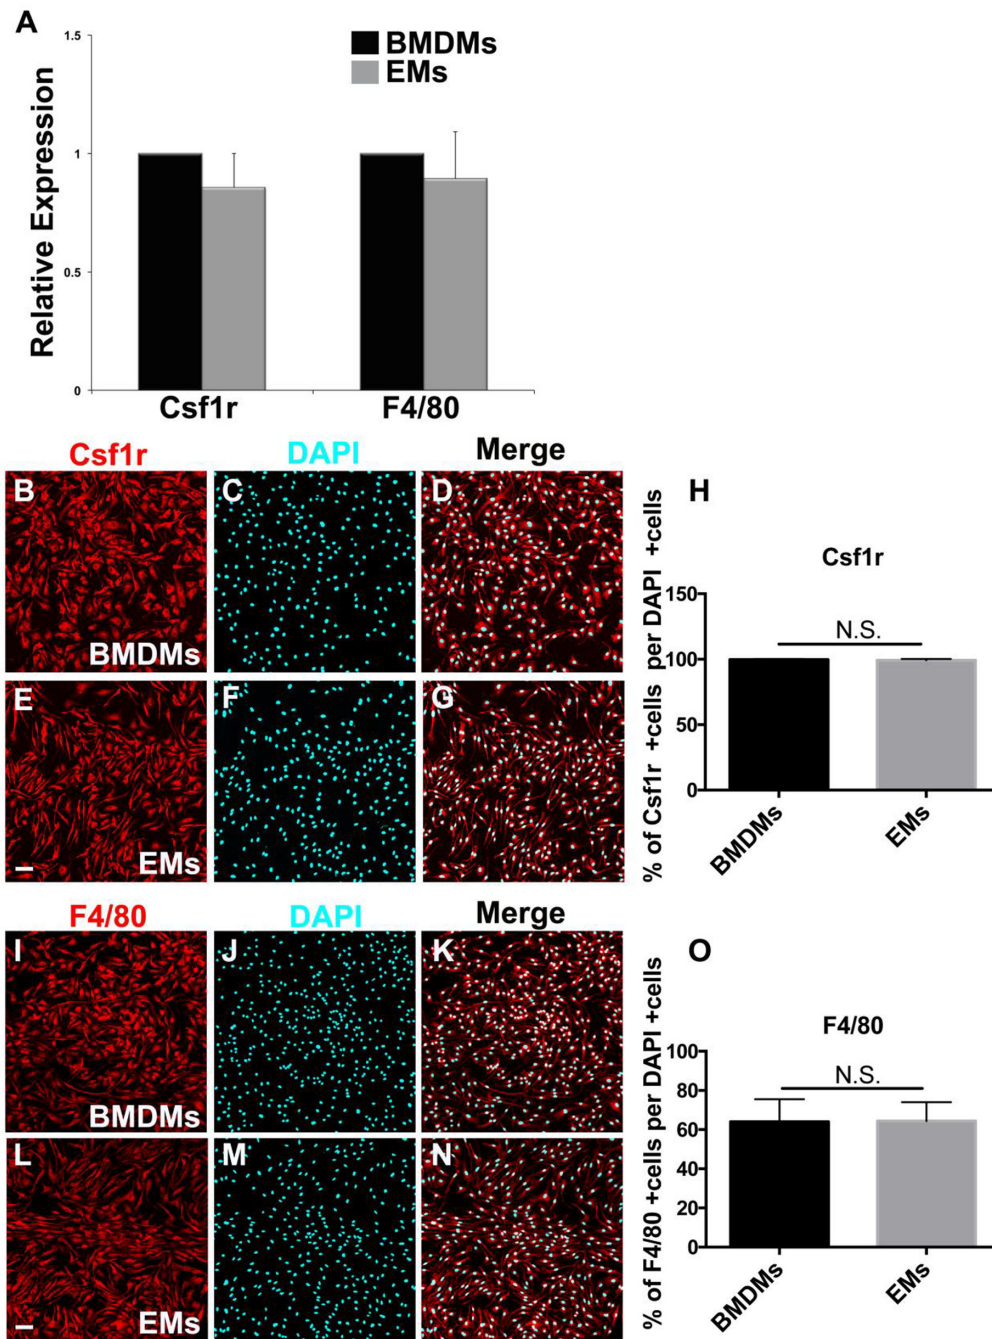 A
1.5
1
0.5
0
Relative Expression
BMDMs
EMs
Csf1r
F4/80
Csf1r
DAPI
Merge
B
C
D
BMDMs
E
F
G
EMs
H
Csf1r
% of Csf1r +cells per DAPI +cells
150
100
50
0
N.S.
BMDMs
EMs
F4/80
DAPI
Merge
I
J
K
BMDMs
L
M
N
EMs
O
F4/80
% of F4/80 +cells per DAPI +cells
100
80
60
40
20
0
N.S.
BMDMs
EMs